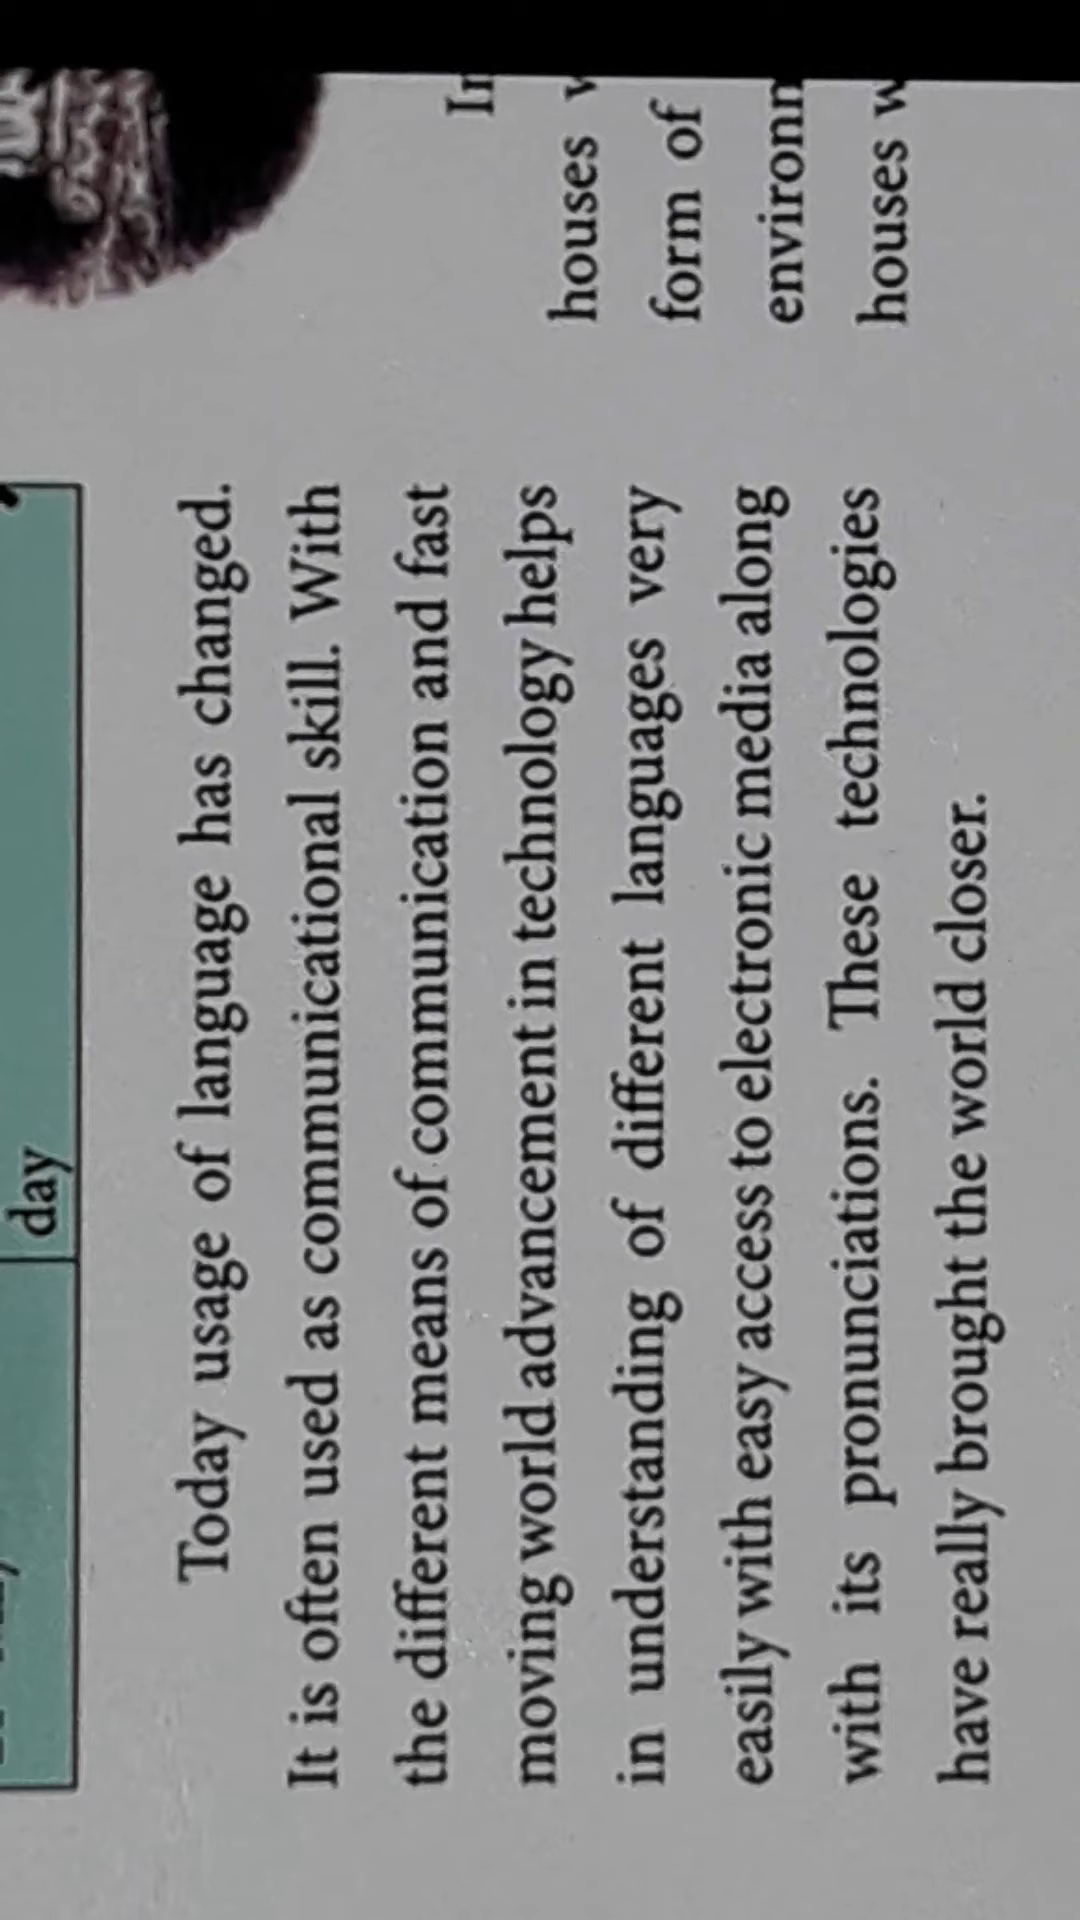 day
Today usage of language has changed.
It is often used as communicational skill. With
the different means of communication and fast
moving world advancement in technology helps
in understanding of different languages very
easily with easy access to electronic media along
with its pronunciations. These technologies
have really brought the world closer.
houses
form of
houses